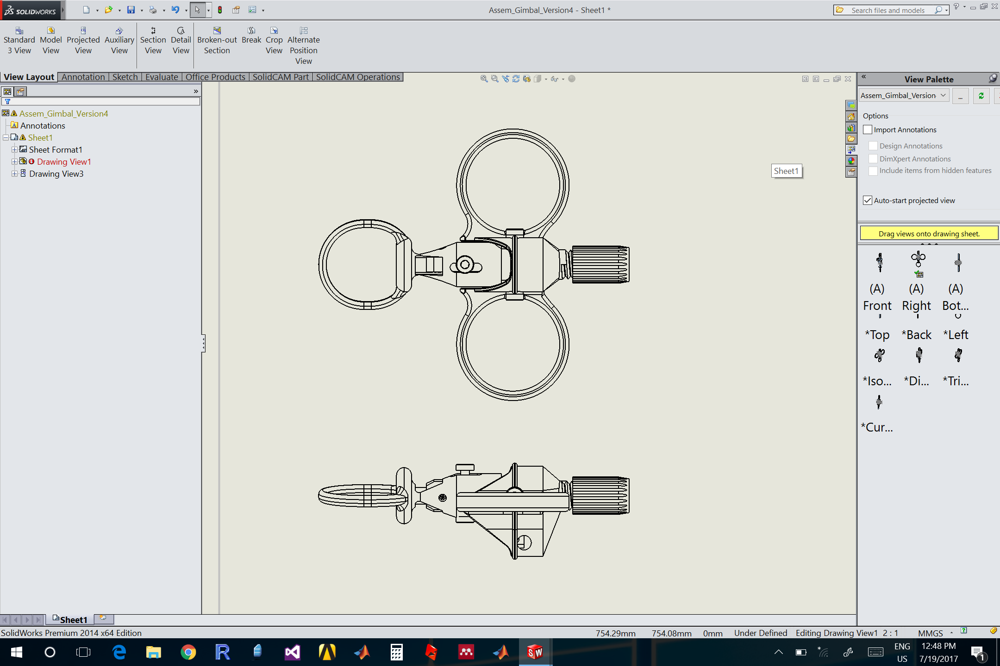 SOLIDWORKS
Assem_Gimbal_Version4 - Sheet1 *
Search files and models
Standard 3 View
Model View
Projected View
Auxiliary View
Section View
Detail View
Broken-out Section
Break
Crop View
Alternate Position View
View Layout Annotation Sketch Evaluate Office Products SolidCAM Part SolidCAM Operations
Assem_Gimbal_Version4
Annotations
Sheet1
Sheet Format1
Drawing View1
Drawing View3
Sheet1
View Palette
Assem_Gimbal_Version
...
Options
Import Annotations
Design Annotations
DimXpert Annotations
Include items from hidden features
Auto-start projected view
Drag views onto drawing sheet.
(A) Front
(A) Right
(A) Bot...
*Top *Back *Left
*Iso... *Di... *Tri...
*Cur...
Sheet1
SolidWorks Premium 2014 x64 Edition
754.29mm 754.08mm 0mm Under Defined Editing Drawing View1 2 : 1 MMGS
ENG
US
12:48 PM
7/19/2017
1